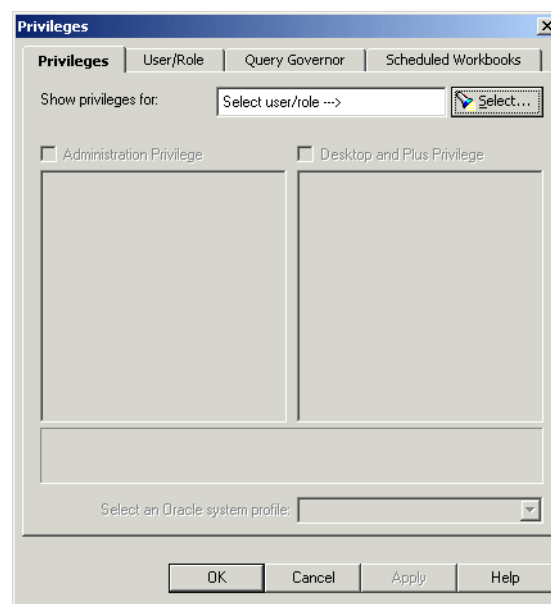 Privileges
Privileges User/Role Query Governor Scheduled Workbooks
Show privileges for: Select user/role ---> Select...
Administration Privilege Desktop and Plus Privilege
Select an Oracle system profile:
OK Cancel Apply Help